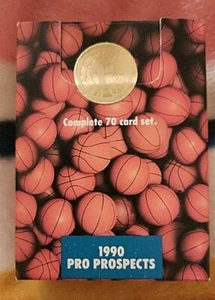 Complete 70 card set.
1990
PRO PROSPECTS